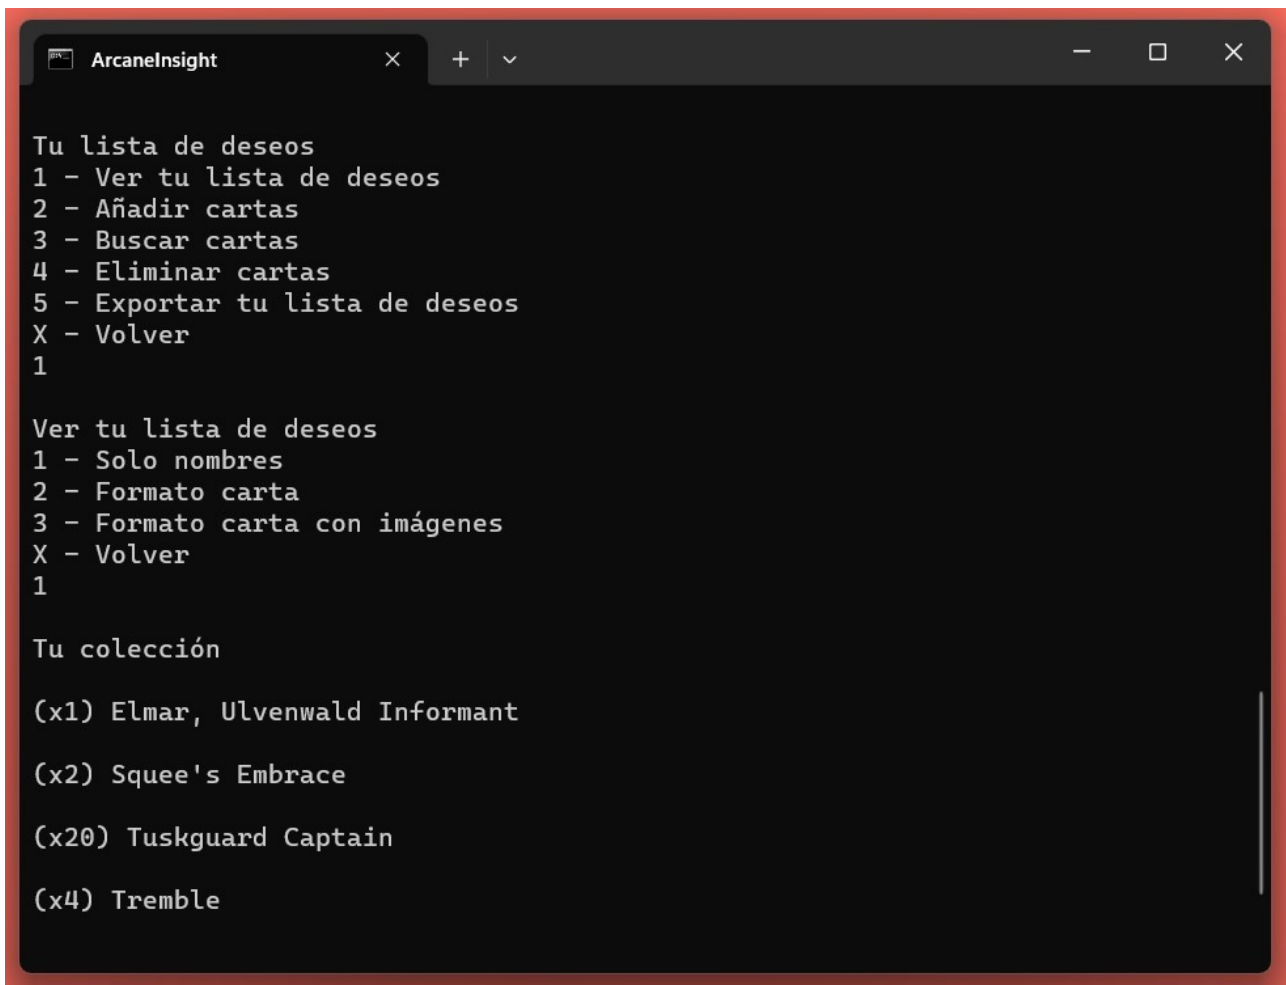 ArcaneInsight
Tu lista de deseos
1 - Ver tu lista de deseos
2 - Añadir cartas
3 - Buscar cartas
4 - Eliminar cartas
5 - Exportar tu lista de deseos
X - Volver
1
Ver tu lista de deseos
1 - Solo nombres
2 - Formato carta
3 - Formato carta con imágenes
X - Volver
1
Tu colección
(x1) Elmar, Ulvenwald Informant
(x2) Squee's Embrace
(x20) Tuskguard Captain
(x4) Tremble